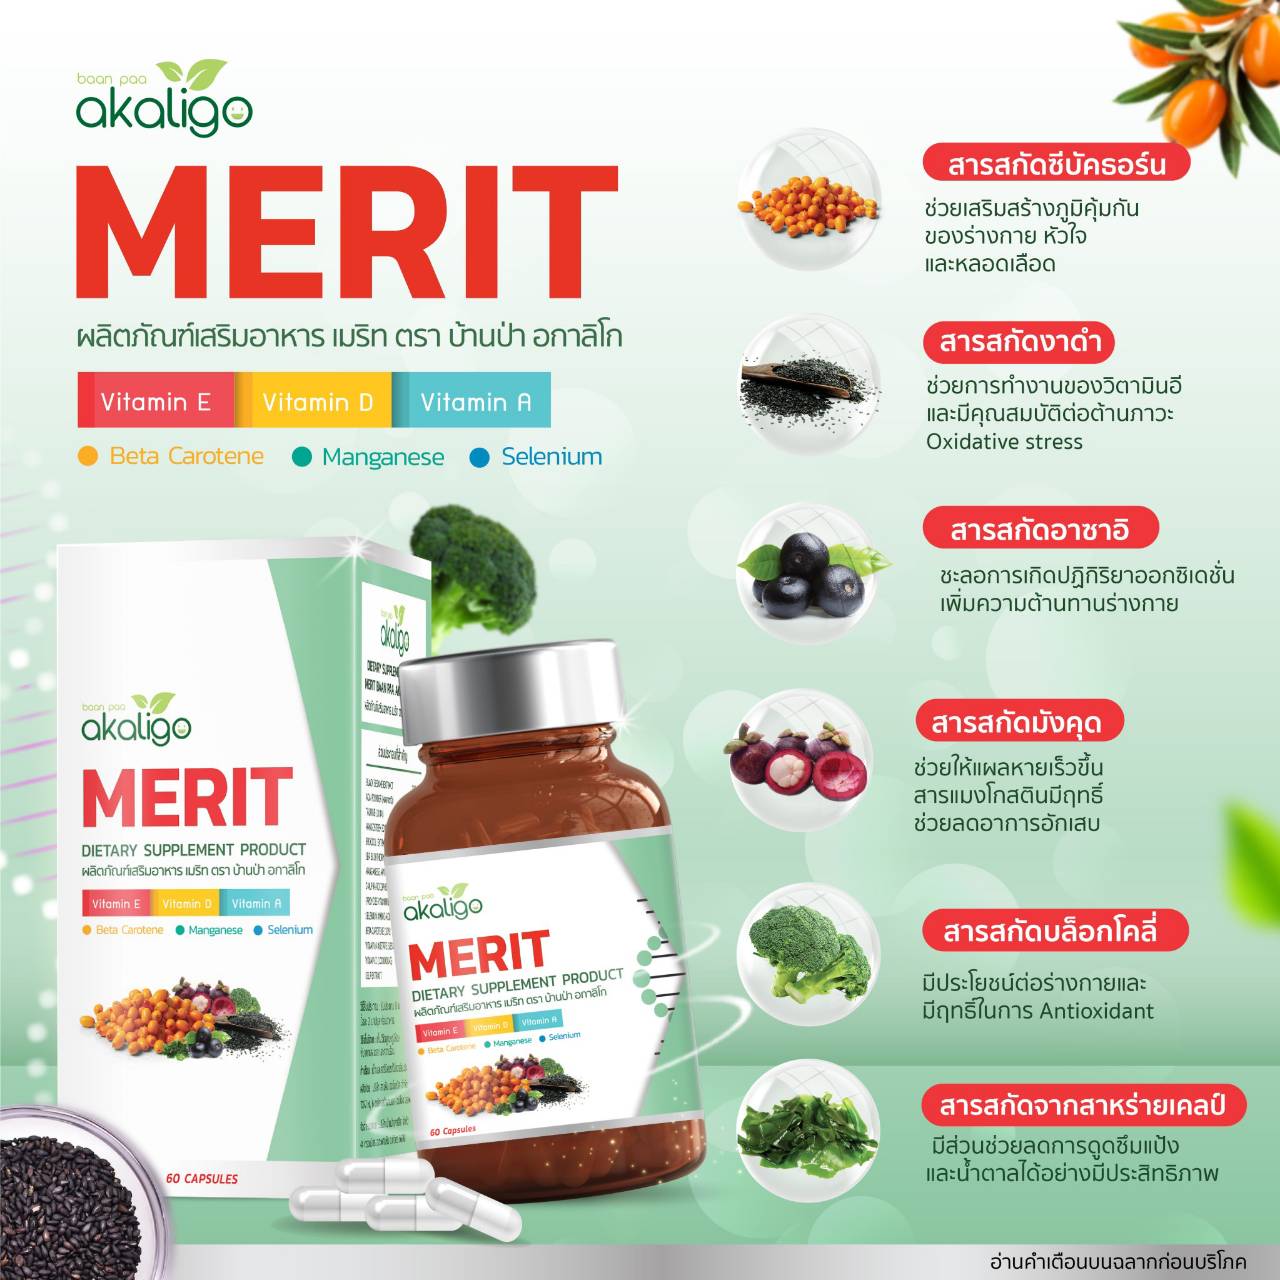 baan paa
akaligo
MERIT
ผลิตภัณฑ์เสริมอาหาร เมริท ตรา บ้านป่า อกาลิโก
Vitamin E Vitamin D Vitamin A
Beta Carotene Manganese Selenium
สารสกัดซีบัคธอร์น
ช่วยเสริมสร้างภูมิคุ้มกัน
ของร่างกาย หัวใจ
และหลอดเลือด
สารสกัดงาดำ
ช่วยการทำงานของวิตามินอี
และมีคุณสมบัติต่อต้านภาวะ
Oxidative stress
สารสกัดอาซาอิ
ชะลอการเกิดปฏิกิริยาออกซิเดชั่น
เพิ่มความต้านทานร่างกาย
สารสกัดมังคุด
ช่วยให้แผลหายเร็วขึ้น
สารแมงโกสตินมีฤทธิ์
ช่วยลดอาการอักเสบ
สารสกัดบล็อกโคลี่
มีประโยชน์ต่อร่างกายและ
มีฤทธิ์ในการ Antioxidant
สารสกัดจากสาหร่ายเคลป์
มีส่วนช่วยลดการดูดซึมแป้ง
และน้ำตาลได้อย่างมีประสิทธิภาพ
baan paa
akaligo
MERIT
DIETARY SUPPLEMENT PRODUCT
ผลิตภัณฑ์เสริมอาหาร เมริท ตรา บ้านป่า อกาลิโก
Vitamin E Vitamin D Vitamin A
Beta Carotene Manganese Selenium
60 CAPSULES
baan paa
akaligo
MERIT BAAN PAA
baan paa
akaligo
MERIT
DIETARY SUPPLEMENT PRODUCT
ผลิตภัณฑ์เสริมอาหาร เมริท ตรา บ้านป่า อกาลิโก
Vitamin E Vitamin D Vitamin A
Beta Carotene Manganese Selenium
60 Capsules
อ่านคำเตือนบนฉลากก่อนบริโภค